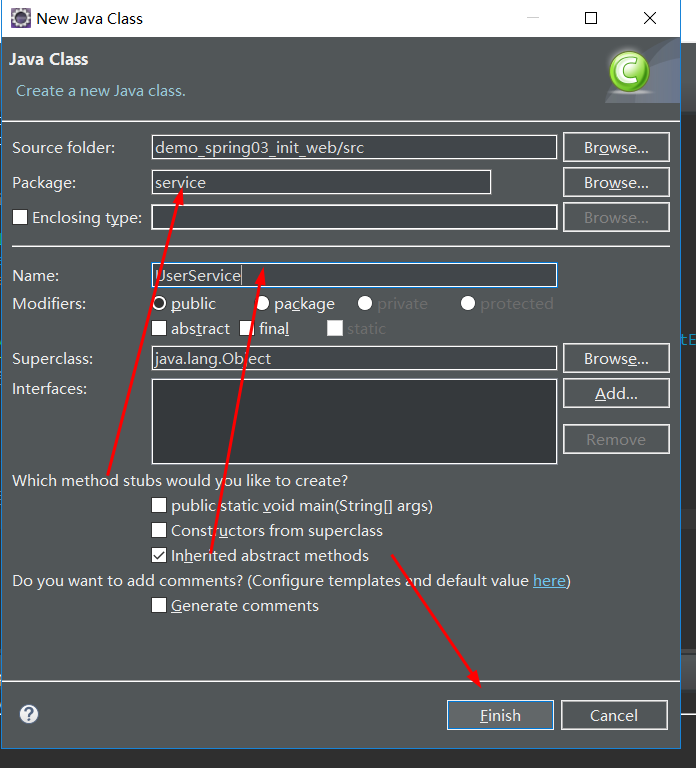 New Java Class
Java Class
Create a new Java class.
Source folder: demo_spring03_init_web/src Browse...
Package: service Browse...
Enclosing type: Browse...
Name: UserService
Modifiers: public package private protected
abstract final static
Superclass: java.lang.Object Browse...
Interfaces: Add...
Remove
Which method stubs would you like to create?
public static void main(String[] args)
Constructors from superclass
Inherited abstract methods
Do you want to add comments? (Configure templates and default value here)
Generate comments
? Finish Cancel